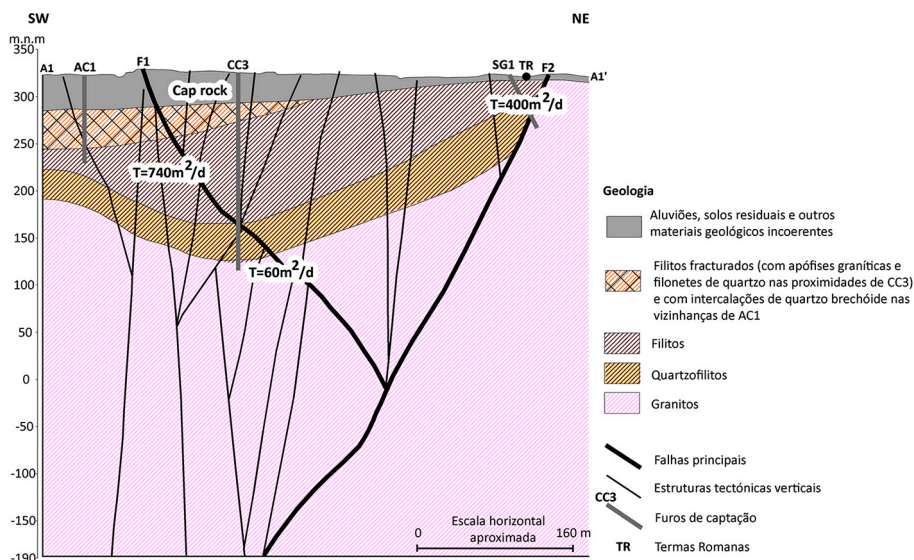 SW
NE
m.n.m
350
300
250
200
150
100
50
0
-50
-100
-150
-190
A1
AC1
F1
CC3
SG1 TR F2
A1'
Cap rock
T=400m²/d
T=740m²/d
T=60m²/d
Escala horizontal
aproximada
0
160 m
Geologia
Aluviões, solos residuais e outros
materiais geológicos incoerentes
Filitos fracturados (com apófises graníticas e
filonetes de quartzo nas proximidades de CC3)
e com intercalações de quartzo brechóide nas
vizinhanças de AC1
Filitos
Quartzofilitos
Granitos
Falhas principais
Estruturas tectónicas verticais
CC3
Furos de captação
TR
Termas Romanas